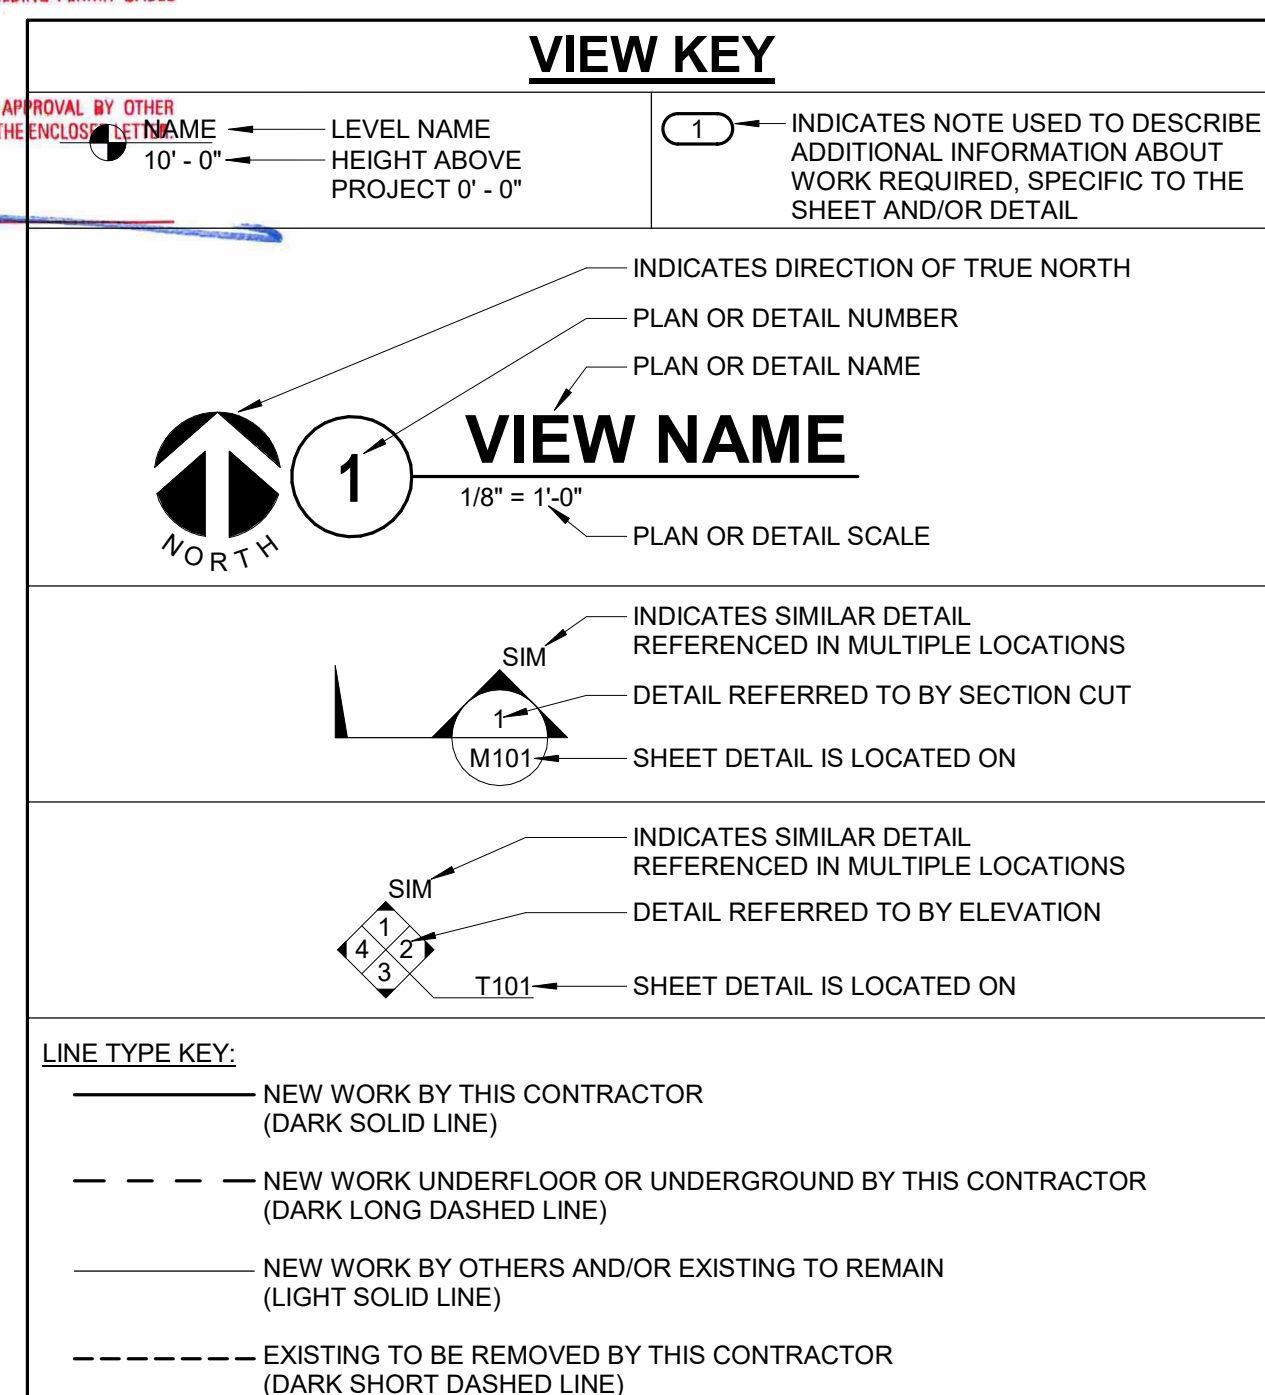 VIEW KEY
APPROVAL BY OTHER
THE ENCLOSED LETTER.
NAME
LEVEL NAME
10' - 0"
HEIGHT ABOVE
PROJECT 0' - 0"
1
INDICATES NOTE USED TO DESCRIBE
ADDITIONAL INFORMATION ABOUT
WORK REQUIRED, SPECIFIC TO THE
SHEET AND/OR DETAIL
INDICATES DIRECTION OF TRUE NORTH
PLAN OR DETAIL NUMBER
PLAN OR DETAIL NAME
NORTH
1
VIEW NAME
1/8" = 1'-0"
PLAN OR DETAIL SCALE
INDICATES SIMILAR DETAIL
REFERENCED IN MULTIPLE LOCATIONS
SIM
1
DETAIL REFERRED TO BY SECTION CUT
M101
SHEET DETAIL IS LOCATED ON
INDICATES SIMILAR DETAIL
REFERENCED IN MULTIPLE LOCATIONS
SIM
DETAIL REFERRED TO BY ELEVATION
1
4 2
3
T101
SHEET DETAIL IS LOCATED ON
LINE TYPE KEY:
NEW WORK BY THIS CONTRACTOR
(DARK SOLID LINE)
NEW WORK UNDERFLOOR OR UNDERGROUND BY THIS CONTRACTOR
(DARK LONG DASHED LINE)
NEW WORK BY OTHERS AND/OR EXISTING TO REMAIN
(LIGHT SOLID LINE)
EXISTING TO BE REMOVED BY THIS CONTRACTOR
(DARK SHORT DASHED LINE)